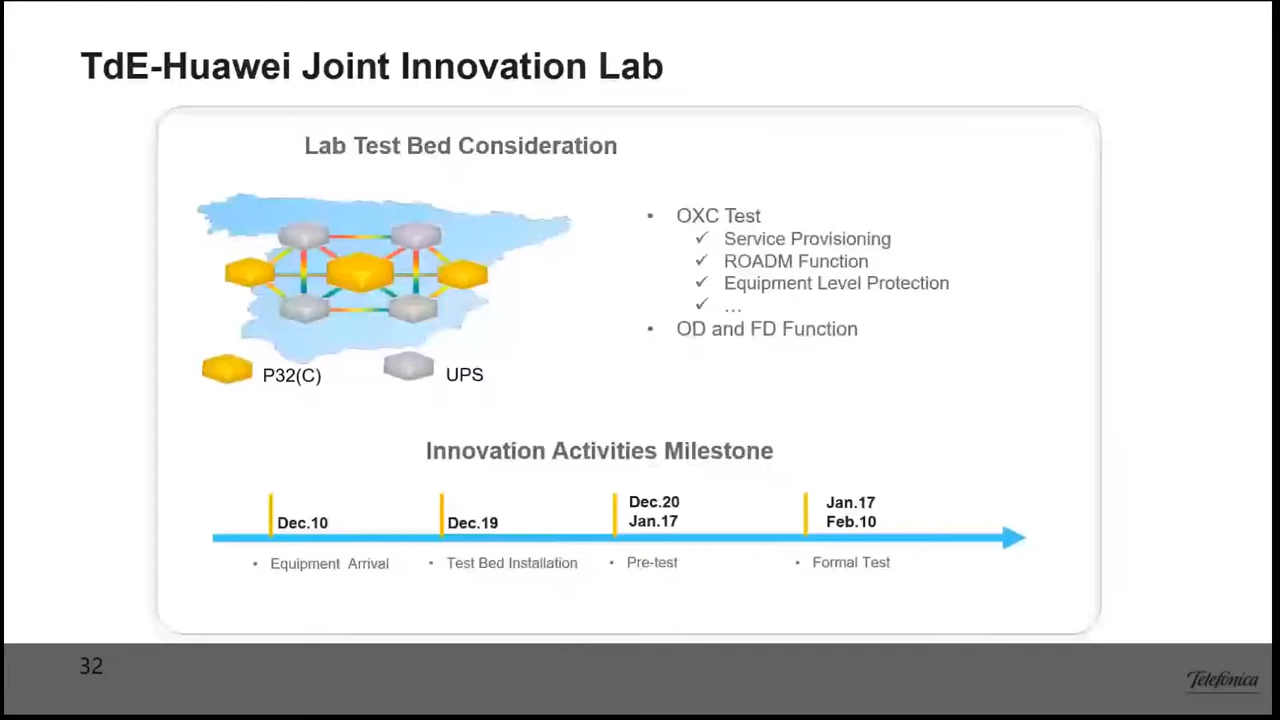 TdE-Huawei Joint Innovation Lab
Lab Test Bed Consideration
• OXC Test
✓ Service Provisioning
✓ ROADM Function
✓ Equipment Level Protection
✓ …
• OD and FD Function
P32(C)
UPS
Innovation Activities Milestone
Dec.10
Dec.19
Dec.20
Jan.17
Jan.17
Feb.10
• Equipment Arrival
• Test Bed Installation
• Pre-test
• Formal Test
32
Telefónica